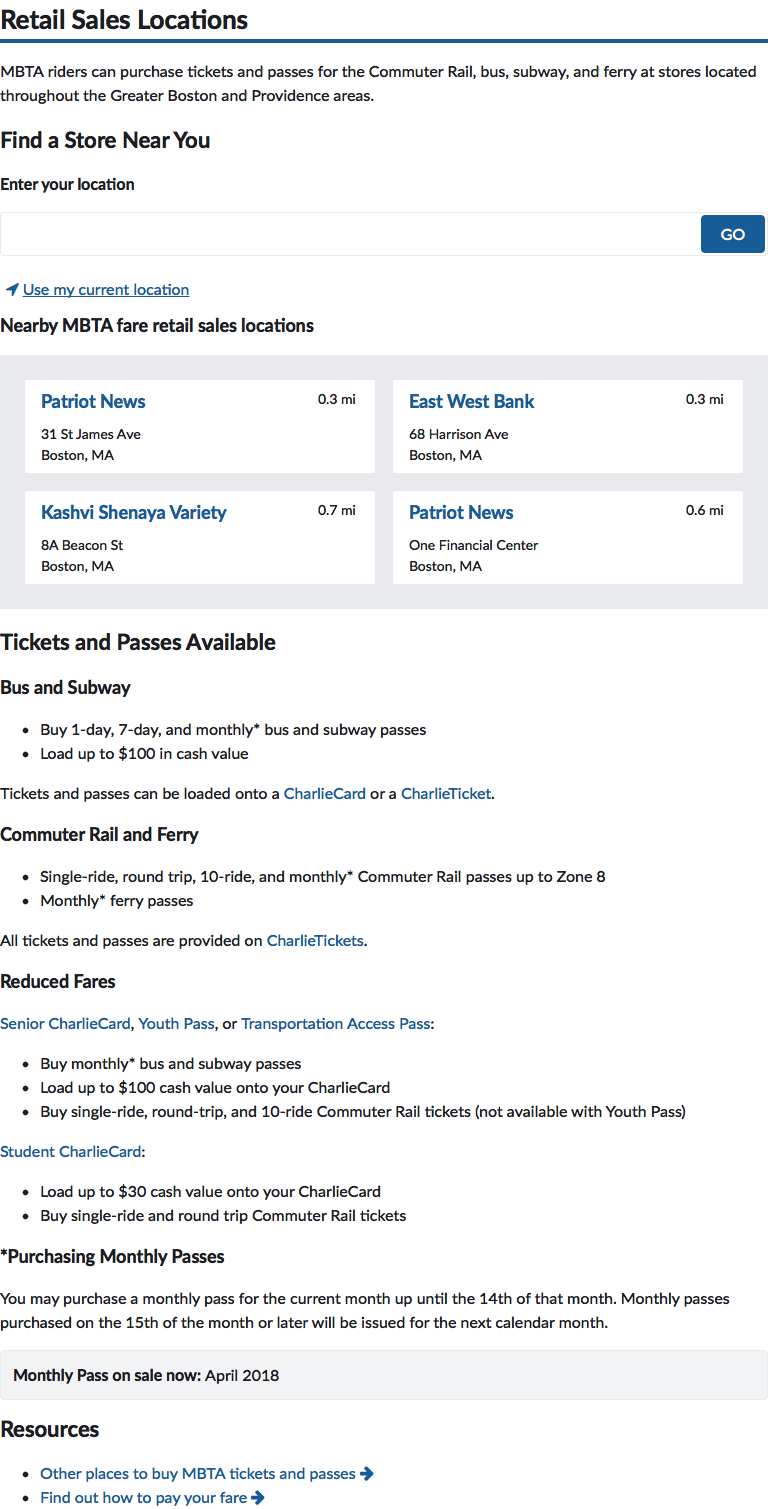 Retail Sales Locations
MBTA riders can purchase tickets and passes for the Commuter Rail, bus, subway, and ferry at stores located
throughout the Greater Boston and Providence areas.
Find a Store Near You
Enter your location
GO
Use my current location
Nearby MBTA fare retail sales locations
Patriot News 0.3 mi
31 St James Ave
Boston, MA
East West Bank 0.3 mi
68 Harrison Ave
Boston, MA
Kashvi Shenaya Variety 0.7 mi
8A Beacon St
Boston, MA
Patriot News 0.6 mi
One Financial Center
Boston, MA
Tickets and Passes Available
Bus and Subway
• Buy 1-day, 7-day, and monthly* bus and subway passes
• Load up to $100 in cash value
Tickets and passes can be loaded onto a CharlieCard or a CharlieTicket.
Commuter Rail and Ferry
• Single-ride, round trip, 10-ride, and monthly* Commuter Rail passes up to Zone 8
• Monthly* ferry passes
All tickets and passes are provided on CharlieTickets.
Reduced Fares
Senior CharlieCard, Youth Pass, or Transportation Access Pass:
• Buy monthly* bus and subway passes
• Load up to $100 cash value onto your CharlieCard
• Buy single-ride, round-trip, and 10-ride Commuter Rail tickets (not available with Youth Pass)
Student CharlieCard:
• Load up to $30 cash value onto your CharlieCard
• Buy single-ride and round trip Commuter Rail tickets
*Purchasing Monthly Passes
You may purchase a monthly pass for the current month up until the 14th of that month. Monthly passes
purchased on the 15th of the month or later will be issued for the next calendar month.
Monthly Pass on sale now: April 2018
Resources
• Other places to buy MBTA tickets and passes
• Find out how to pay your fare